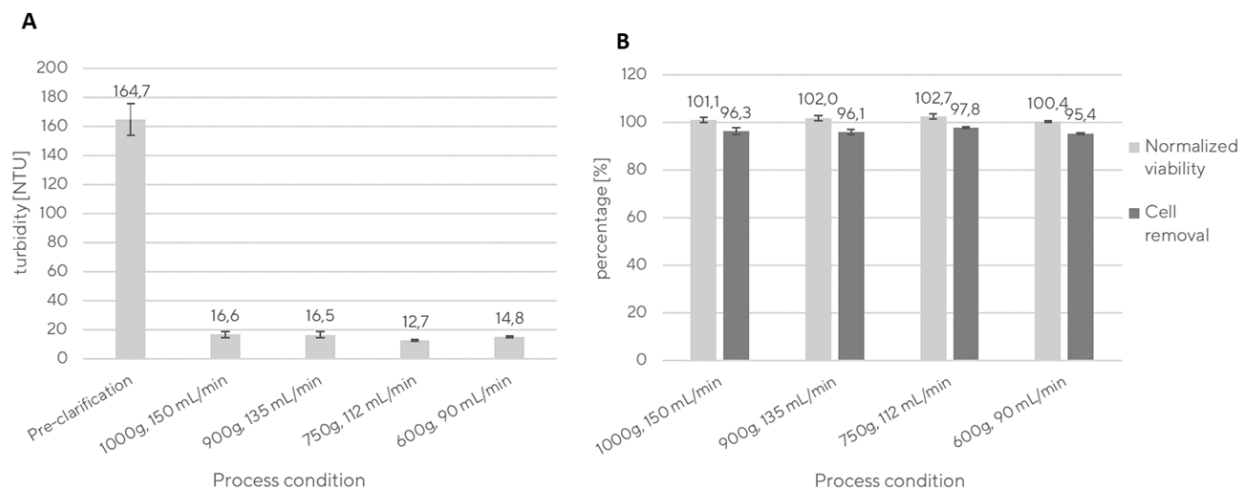 A
turbidity [NTU]
200
180
160
140
120
100
80
60
40
20
0
164,7
16,6
16,5
12,7
14,8
Pre-clarification
1000g, 150 mL/min
900g, 135 mL/min
750g, 112 mL/min
600g, 90 mL/min
Process condition
B
percentage [%]
120
100
80
60
40
20
0
101,1
96,3
102,0
96,1
102,7
97,8
100,4
95,4
1000g, 150 mL/min
900g, 135 mL/min
750g, 112 mL/min
600g, 90 mL/min
Process condition
Normalized
viability
Cell
removal